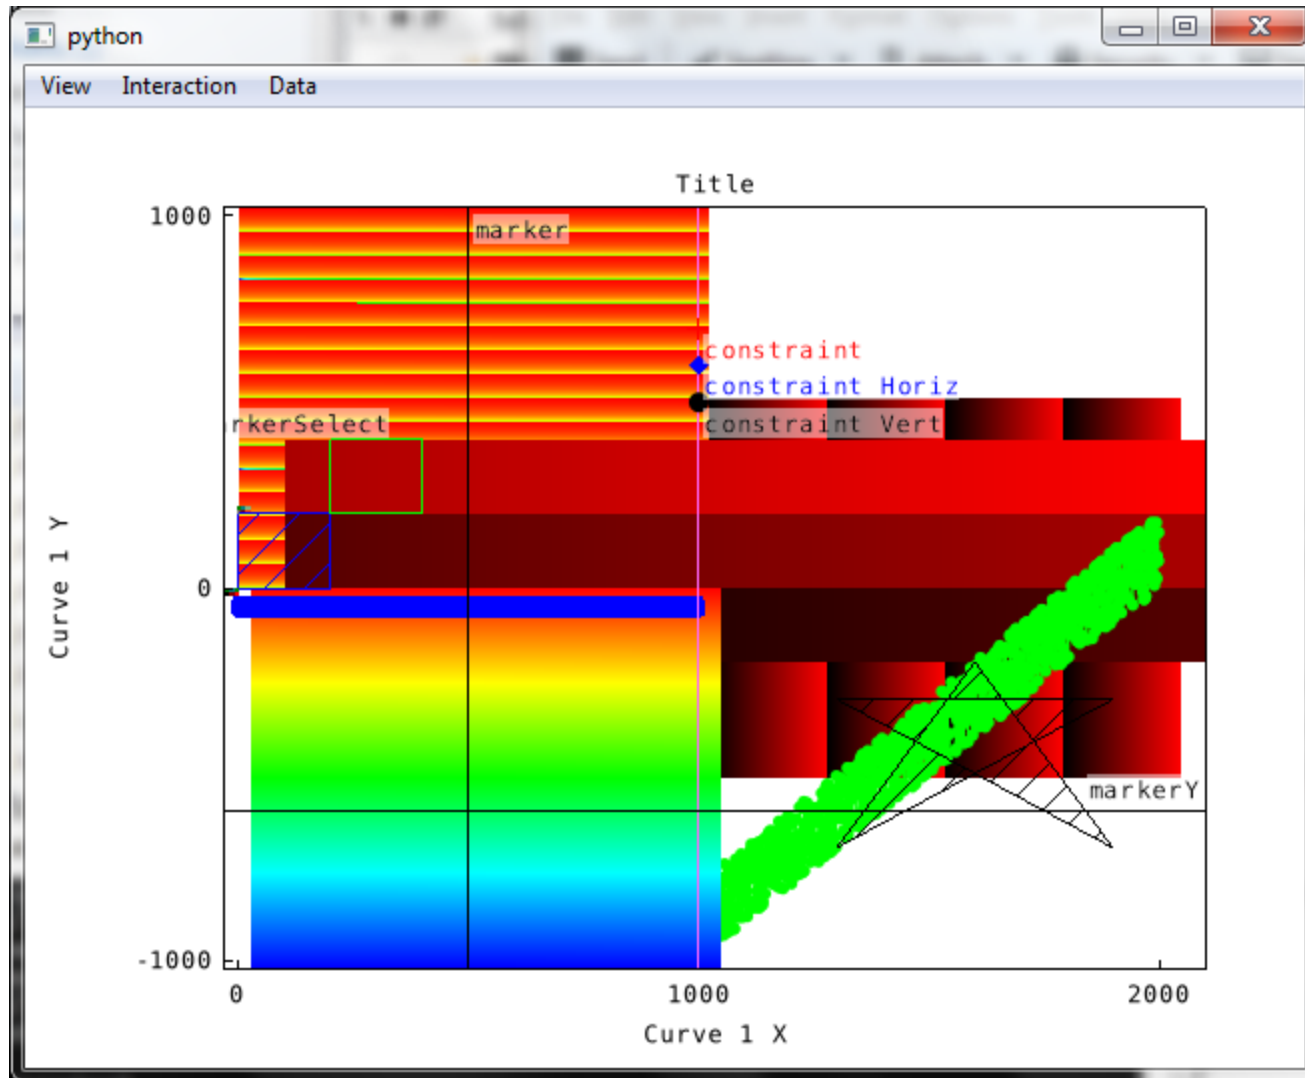 python
View Interaction Data
Title
1000
marker
constraint
constraint Horiz
rkerSelect
constraint Vert
Curve 1 Y
0
markerY
-1000
0 1000 2000
Curve 1 X